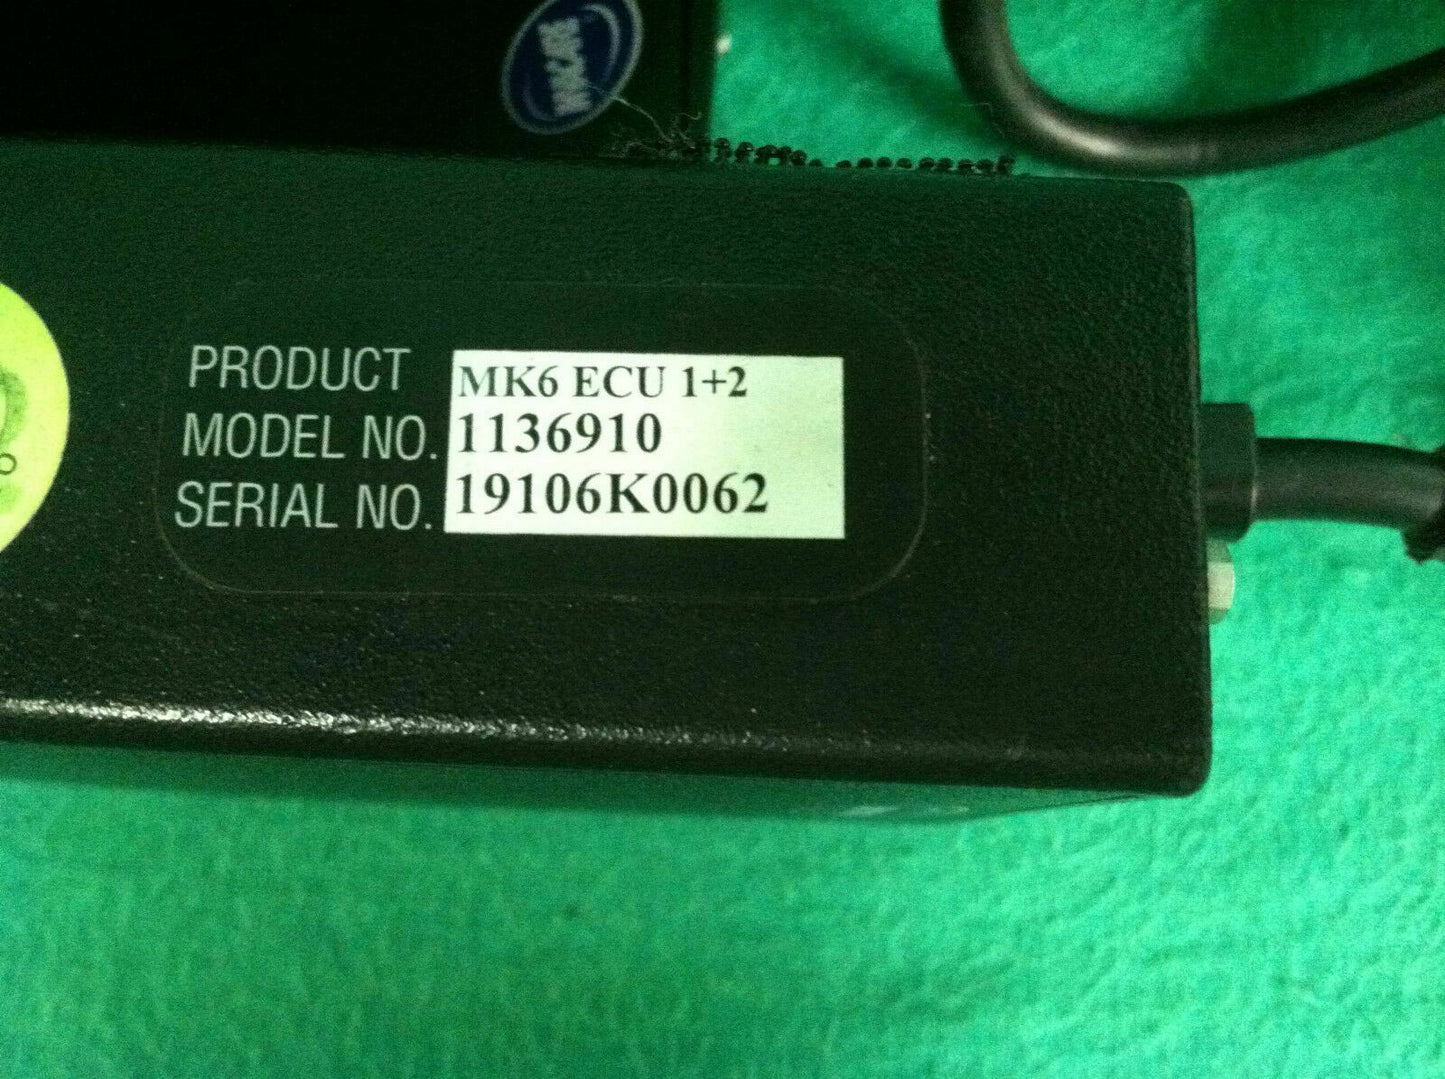 PRODUCT MK6 ECU 1+2
MODEL NO. 1136910
SERIAL NO. 19106K0062